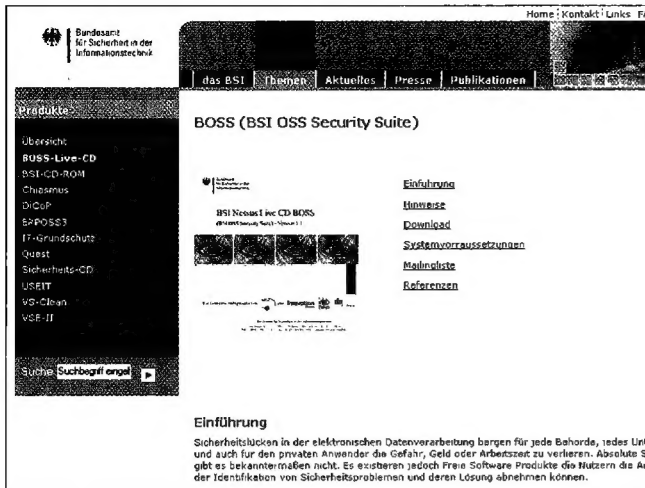 Home Kontakt Links
Bundesamt
für Sicherheit in der
Informationstechnik
das BSI Themen Aktuelles Presse Publikationen
Produkte
BOSS (BSI OSS Security Suite)
Übersicht
BOSS-Live-CD
BSI-CD-ROM
Chiasmus
DiCoP
ERPOSS3
IT-Grundschutz
Quest
Sicherheits-CD
USEIT
VS-Clean
VSE-II
BSI Nessus Live CD BOSS
Einführung
Hinweise
Download
Systemvorraussetzungen
Mailingliste
Referenzen
Suche Suchbegriff eingel
Einführung
Sicherheitslücken in der elektronischen Datenverarbeitung bergen für jede Behörde, jedes Un
und auch für den privaten Anwender die Gefahr, Geld oder Arbeitszeit zu verlieren. Absolute S
gibt es bekanntermaßen nicht. Es existieren jedoch Freie Software Produkte die Nutzern die A
der Identifikation von Sicherheitsproblemen und deren Lösung abnehmen können.